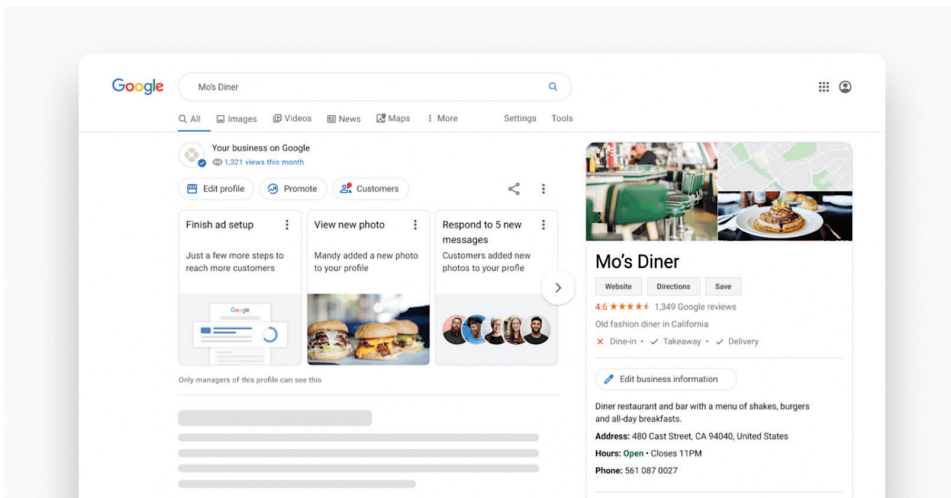 Google
Mo's Diner
All Images Videos News Maps More Settings Tools
Your business on Google
1,321 views this month
Edit profile Promote Customers
Finish ad setup
Just a few more steps to
reach more customers
Google
View new photo
Mandy added a new photo
to your profile
Respond to 5 new
messages
Customers added new
photos to your profle
Only managers of this profile can see this
Mo's Diner
Website Directions Save
4.6 1,349 Google reviews
Old fashion diner in California
Dine-in • Takeaway • Delivery
Edit business information
Diner restaurant and bar with a menu of shakes, burgers
and all-day breakfasts.
Address: 480 Cast Street, CA 94040, United States
Hours: Open • Closes 11PM
Phone: 561 087 0027